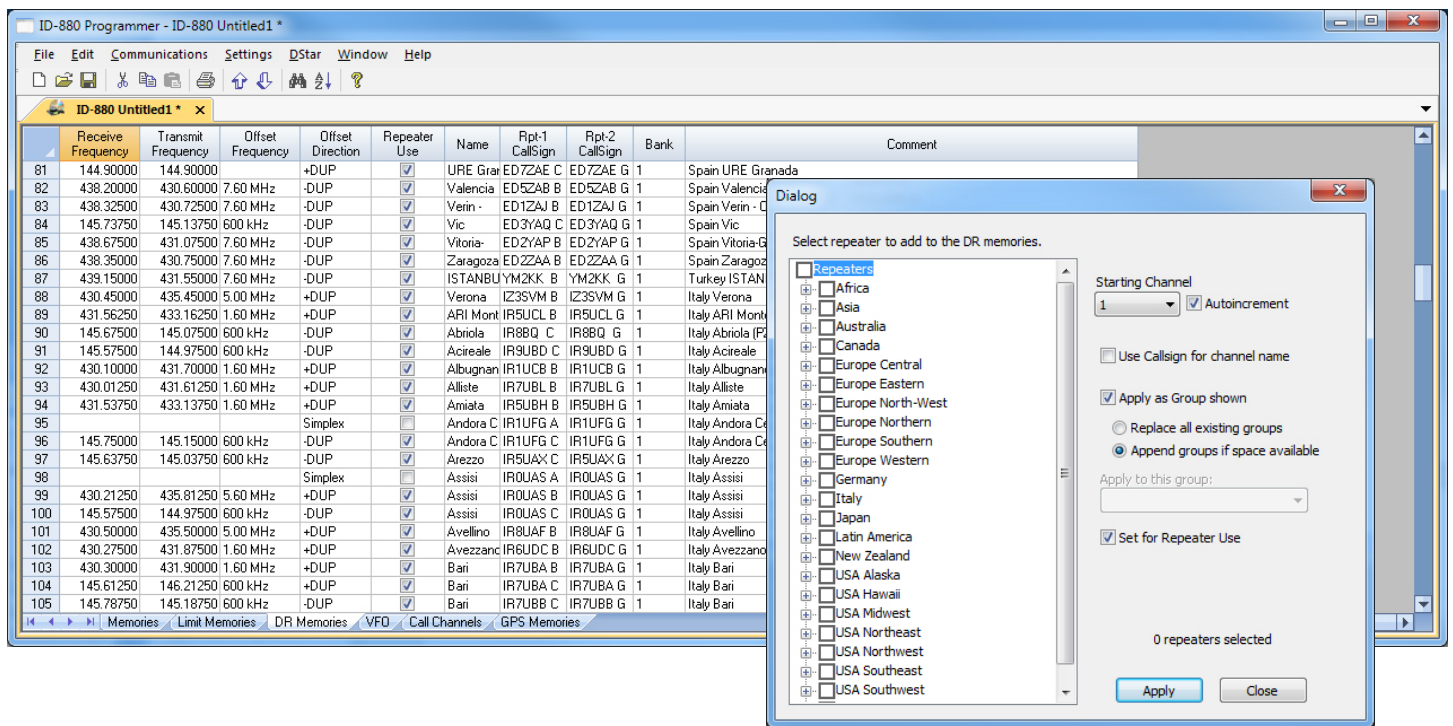 ID-880 Programmer - ID-880 Untitled1 *
File Edit Communications Settings DStar Window Help
ID-880 Untitled1 * x
Receive Frequency Transmit Frequency Offset Frequency Offset Direction Repeater Use Name Rpt-1 CallSign Rpt-2 CallSign Bank Comment
81 144.90000 144.90000 +DUP URE Grar ED7ZAE C ED7ZAE G 1 Spain URE Granada
82 438.20000 430.60000 7.60 MHz -DUP Valencia ED5ZAB B ED5ZAB G 1 Spain Valencia
83 438.32500 430.72500 7.60 MHz -DUP Verin - ED1ZAJ B ED1ZAJ G 1 Spain Verin -
84 145.73750 145.13750 600 kHz -DUP Vic ED3YAQ C ED3YAQ G 1 Spain Vic
85 438.67500 431.07500 7.60 MHz -DUP Vitoria- ED2YAP B ED2YAP G 1 Spain Vitoria-G
86 438.35000 430.75000 7.60 MHz -DUP Zaragoza ED2ZAA B ED2ZAA G 1 Spain Zaragoz
87 439.15000 431.55000 7.60 MHz -DUP ISTANBU YM2KK B YM2KK G 1 Turkey ISTAN
88 430.45000 435.45000 5.00 MHz +DUP Verona IZ3SVM B IZ3SVM G 1 Italy Verona
89 431.56250 433.16250 1.60 MHz +DUP ARI Mont IR5UCL B IR5UCL G 1 Italy ARI Monte
90 145.67500 145.07500 600 kHz -DUP Abriola IR8BQ C IR8BQ G 1 Italy Abriola (PZ
91 145.57500 144.97500 600 kHz -DUP Acireale IR9UBD C IR9UBD G 1 Italy Acireale
92 430.10000 431.70000 1.60 MHz +DUP Albugnan IR1UCB B IR1UCB G 1 Italy Albugnan
93 430.01250 431.61250 1.60 MHz +DUP Alliste IR7UBL B IR7UBL G 1 Italy Alliste
94 431.53750 433.13750 1.60 MHz +DUP Amiata IR5UBH B IR5UBH G 1 Italy Amiata
95 Simplex Andora C IR1UFG A IR1UFG G 1 Italy Andora Ce
96 145.75000 145.15000 600 kHz -DUP Andora C IR1UFG C IR1UFG G 1 Italy Andora Ce
97 145.63750 145.03750 600 kHz -DUP Arezzo IR5UAX C IR5UAX G 1 Italy Arezzo
98 Simplex Assisi IR0UAS A IR0UAS G 1 Italy Assisi
99 430.21250 435.81250 5.60 MHz +DUP Assisi IR0UAS B IR0UAS G 1 Italy Assisi
100 145.57500 144.97500 600 kHz -DUP Assisi IR0UAS C IR0UAS G 1 Italy Assisi
101 430.50000 435.50000 5.00 MHz +DUP Avellino IR8UAF B IR8UAF G 1 Italy Avellino
102 430.27500 431.87500 1.60 MHz +DUP Avezzano IR6UDC B IR6UDC G 1 Italy Avezzano
103 430.30000 431.90000 1.60 MHz +DUP Bari IR7UBA B IR7UBA G 1 Italy Bari
104 145.61250 146.21250 600 kHz +DUP Bari IR7UBA C IR7UBA G 1 Italy Bari
105 145.78750 145.18750 600 kHz -DUP Bari IR7UBB C IR7UBB G 1 Italy Bari
Memories Limit Memories DR Memories VFO Call Channels GPS Memories
Dialog
Select repeater to add to the DR memories.
Repeaters
Africa
Asia
Australia
Canada
Europe Central
Europe Eastern
Europe North-West
Europe Northern
Europe Southern
Europe Western
Germany
Italy
Japan
Latin America
New Zealand
USA Alaska
USA Hawaii
USA Midwest
USA Northeast
USA Northwest
USA Southeast
USA Southwest
Starting Channel
1 Autoincrement
Use Callsign for channel name
Apply as Group shown
Replace all existing groups
Append groups if space available
Apply to this group:
Set for Repeater Use
0 repeaters selected
Apply Close